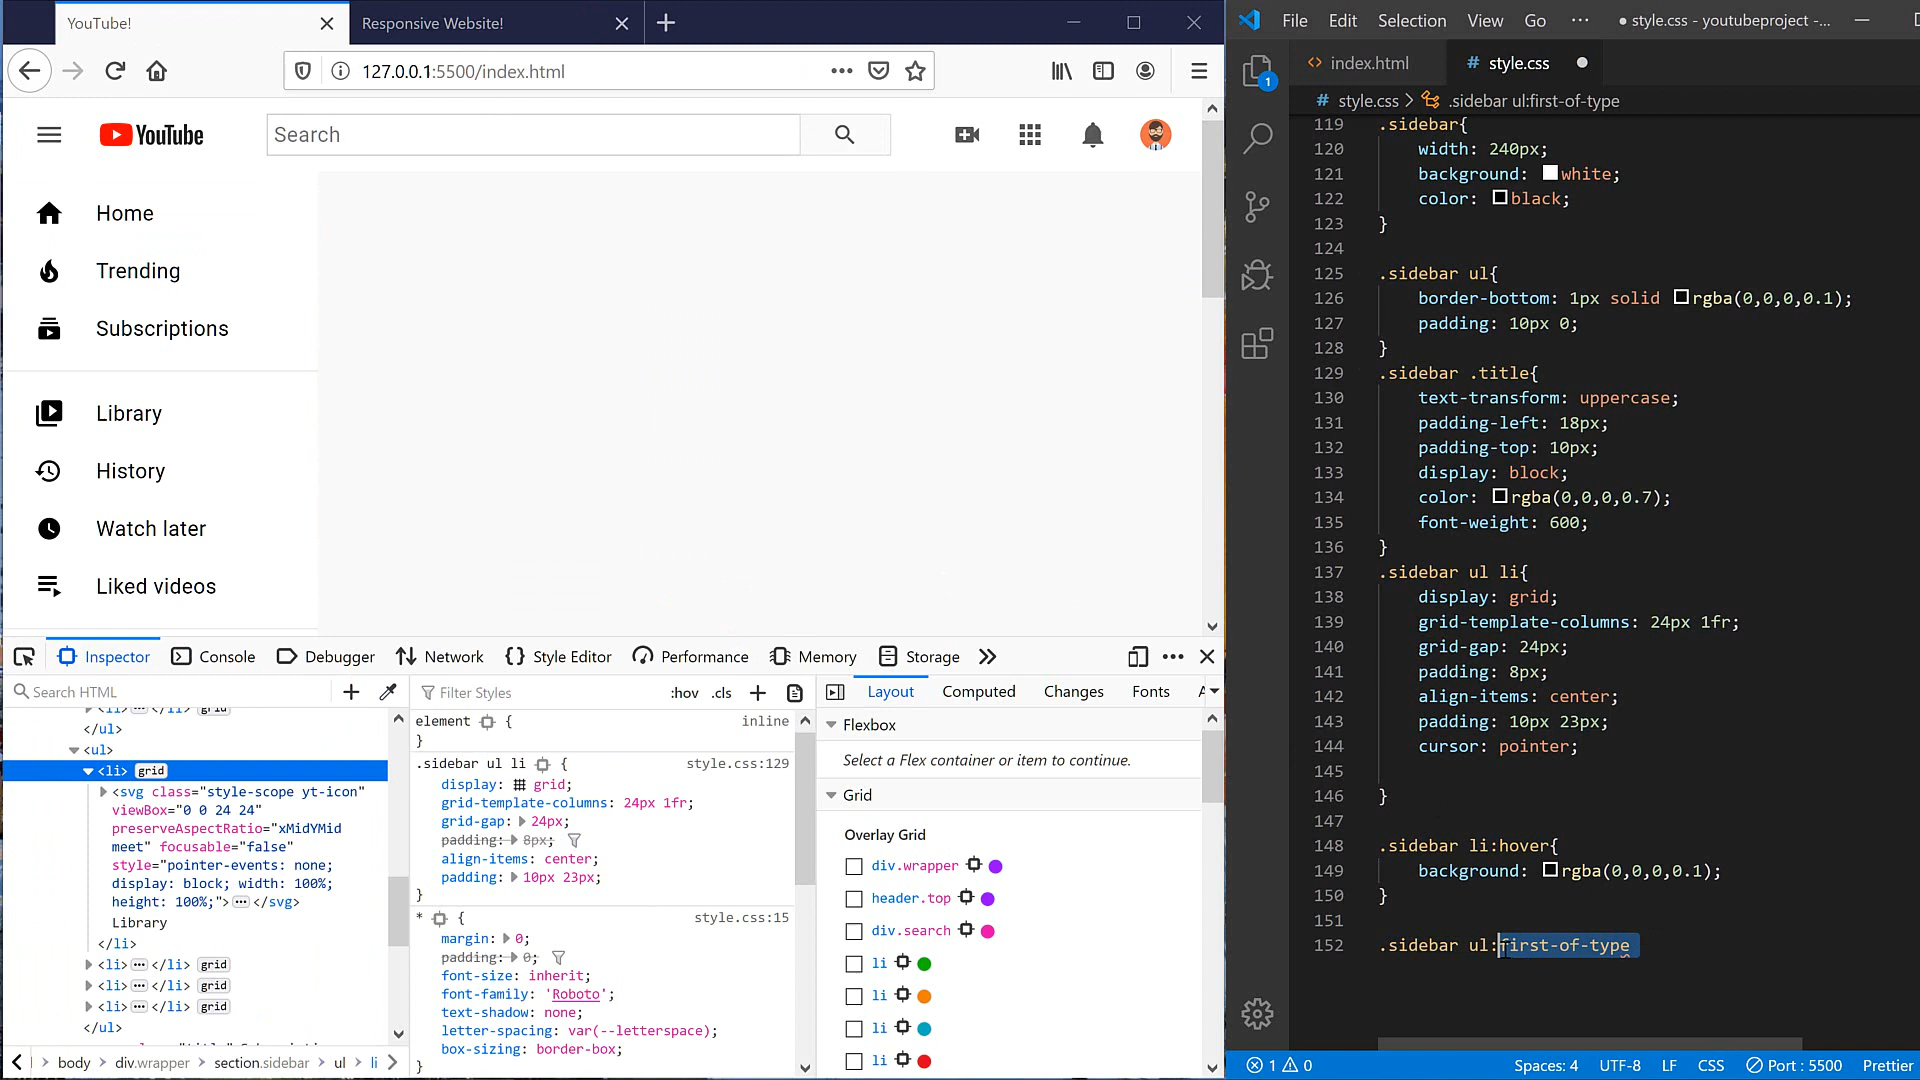 YouTube!
Responsive Website!
127.0.0.1:5500/index.html
YouTube
Search
Home
Trending
Subscriptions
Library
History
Watch later
Liked videos
Inspector
Console
Debugger
Network
Style Editor
Performance
Memory
Storage
Search HTML
</ul>
<ul>
<li> grid
<svg class="style-scope yt-icon"
viewBox="0 0 24 24"
preserveAspectRatio="xMidYMid
meet" focusable="false"
style="pointer-events: none;
display: block; width: 100%;
height: 100%;"> </svg>
Library
</li>
<li> </li> grid
<li> </li> grid
<li> </li> grid
</ul>
body > div.wrapper > section.sidebar > ul > li
Filter Styles
:hov .cls
element { inline
}
.sidebar ul li { style.css:129
display: grid;
grid-template-columns: 24px 1fr;
grid-gap: 24px;
padding: 8px;
align-items: center;
padding: 10px 23px;
}
* { style.css:15
margin: 0;
padding: 0;
font-size: inherit;
font-family: 'Roboto';
text-shadow: none;
letter-spacing: var(--letterspace);
box-sizing: border-box;
}
Layout Computed Changes Fonts A
Flexbox
Select a Flex container or item to continue.
Grid
Overlay Grid
div.wrapper
header.top
div.search
li
li
li
li
File Edit Selection View Go ··· ● style.css - youtubeproject -...
index.html
# style.css
# style.css > .sidebar ul:first-of-type
119 .sidebar{
120 width: 240px;
121 background: white;
122 color: black;
123 }
124
125 .sidebar ul{
126 border-bottom: 1px solid rgba(0,0,0,0.1);
127 padding: 10px 0;
128 }
129 .sidebar .title{
130 text-transform: uppercase;
131 padding-left: 18px;
132 padding-top: 10px;
133 display: block;
134 color: rgba(0,0,0,0.7);
135 font-weight: 600;
136 }
137 .sidebar ul li{
138 display: grid;
139 grid-template-columns: 24px 1fr;
140 grid-gap: 24px;
141 padding: 8px;
142 align-items: center;
143 padding: 10px 23px;
144 cursor: pointer;
145
146 }
147
148 .sidebar li:hover{
149 background: rgba(0,0,0,0.1);
150 }
151
152 .sidebar ul:first-of-type
1
1 0 Spaces: 4 UTF-8 LF CSS Port : 5500 Prettier